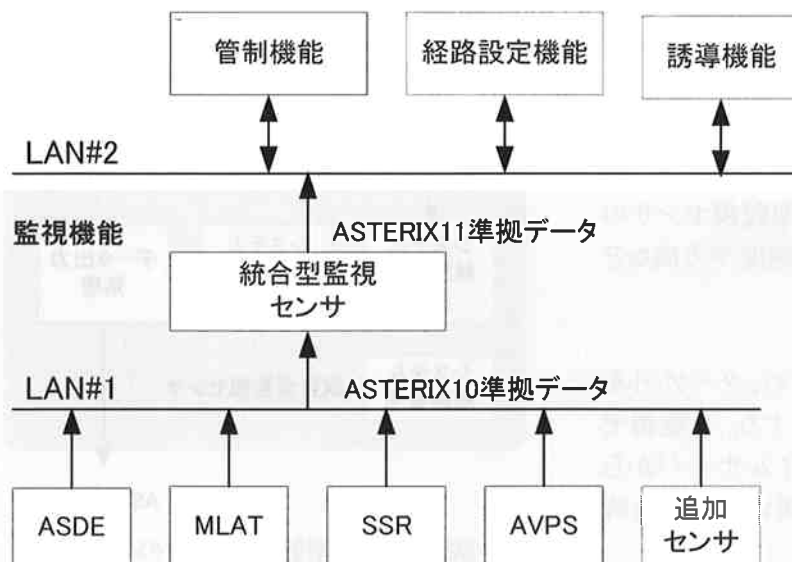 管制機能
経路設定機能
誘導機能
LAN#2
監視機能
ASTERIX11準拠データ
統合型監視
センサ
LAN#1
ASTERIX10準拠データ
ASDE
MLAT
SSR
AVPS
追加
センサ